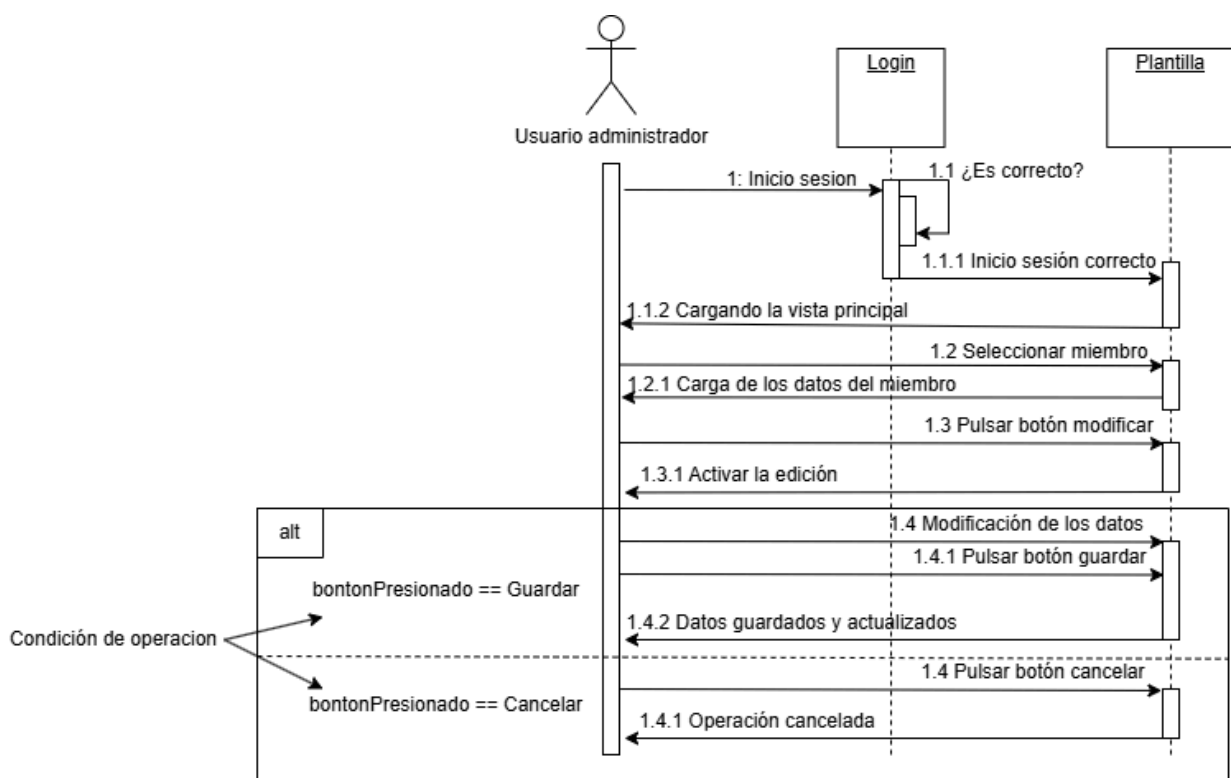 Login
Plantilla
Usuario administrador
1.1 ¿Es correcto?
1: Inicio sesion
1.1.1 Inicio sesión correcto
1.1.2 Cargando la vista principal
1.2 Seleccionar miembro
1.2.1 Carga de los datos del miembro
1.3 Pulsar botón modificar
1.3.1 Activar la edición
alt
1.4 Modificación de los datos
1.4.1 Pulsar botón guardar
bontonPresionado == Guardar
1.4.2 Datos guardados y actualizados
Condición de operacion
1.4 Pulsar botón cancelar
bontonPresionado == Cancelar
1.4.1 Operación cancelada